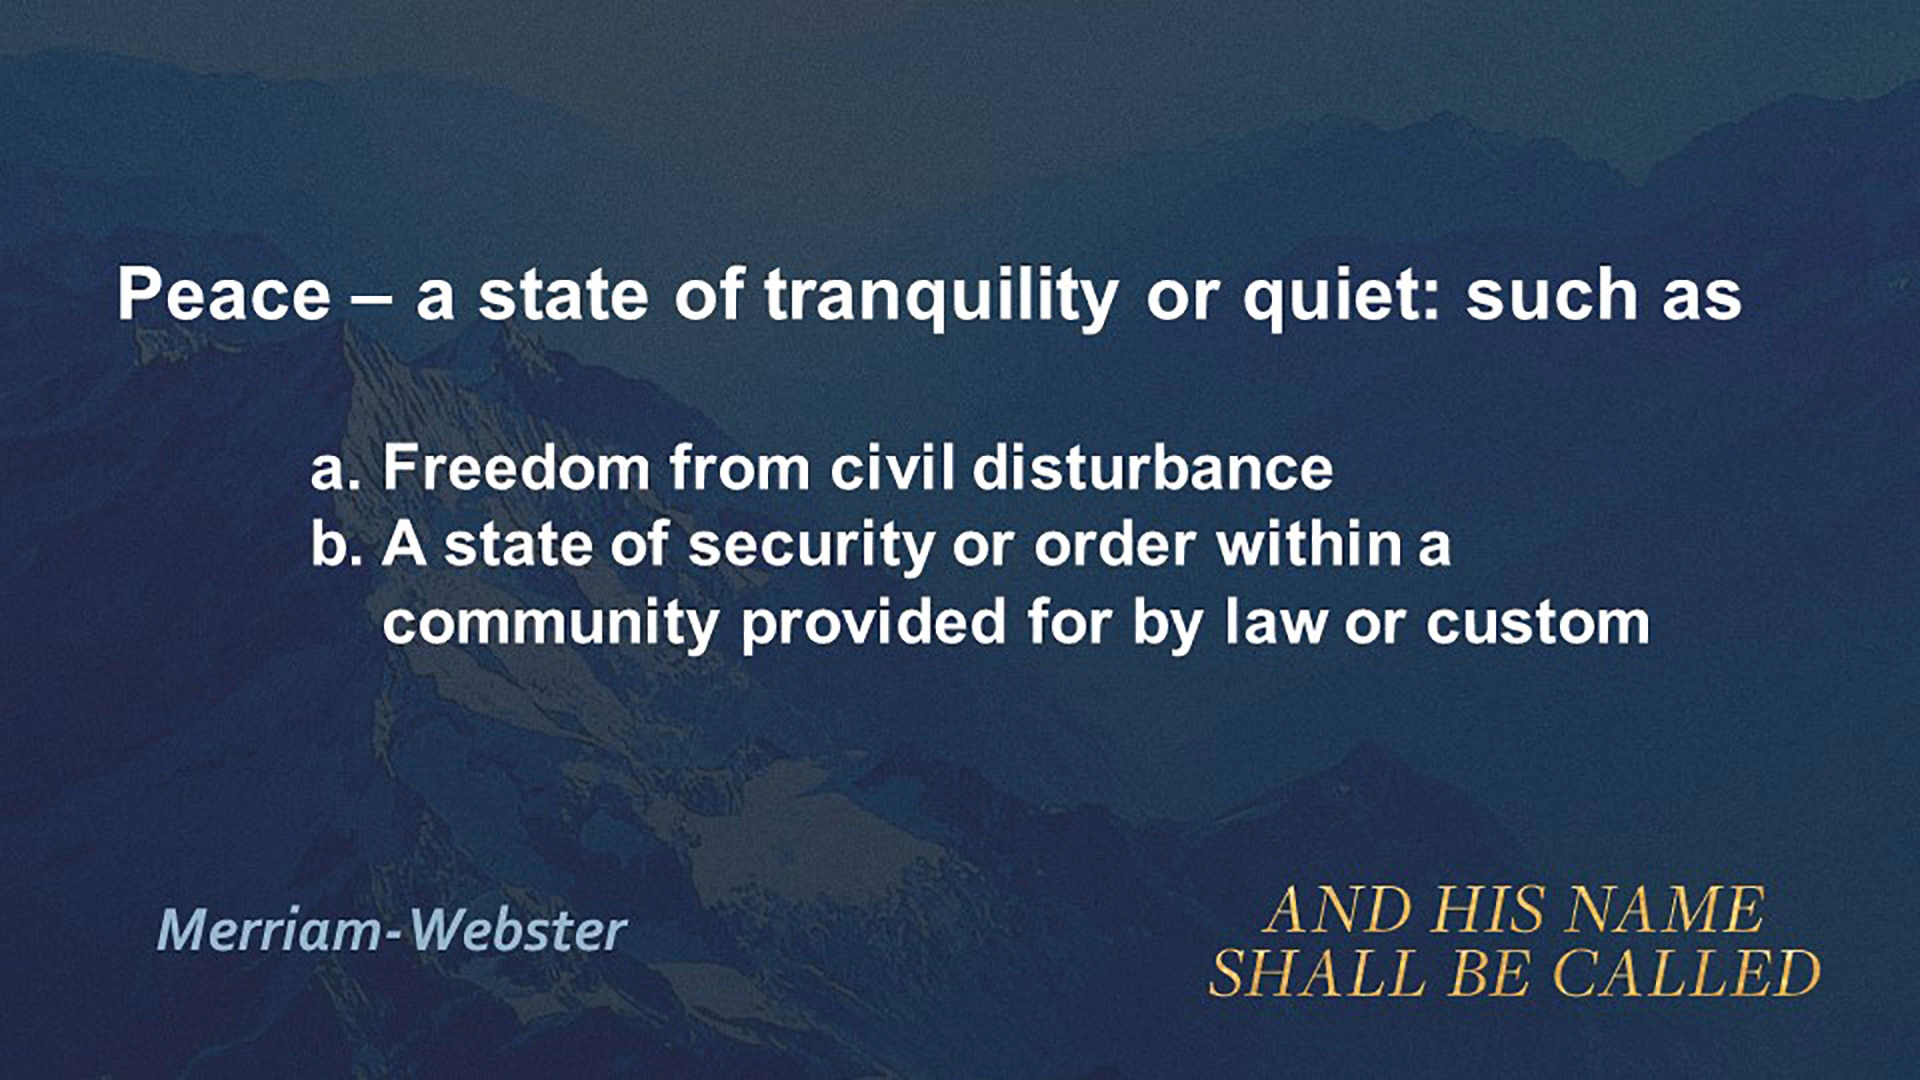 Peace – a state of tranquility or quiet: such as
a. Freedom from civil disturbance
b. A state of security or order within a
community provided for by law or custom
Merriam-Webster
AND HIS NAME
SHALL BE CALLED